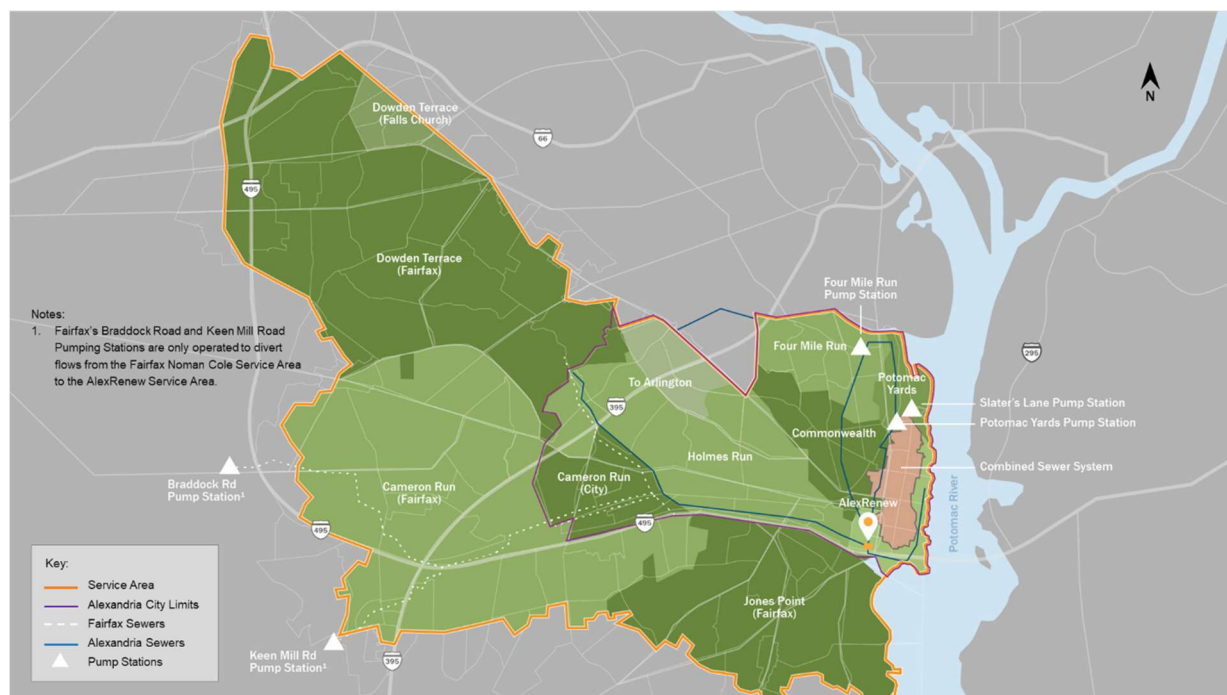 Dowden Terrace
(Falls Church)
66
N
495
Dowden Terrace
(Fairfax)
Four Mile Run
Pump Station
Notes:
1. Fairfax's Braddock Road and Keen Mill Road
Pumping Stations are only operated to divert
flows from the Fairfax Noman Cole Service Area
to the AlexRenew Service Area.
Four Mile Run
295
To Arlington
Potomac
Yards
395
Slater's Lane Pump Station
Commonwealth
Potomac Yards Pump Station
Holmes Run
Combined Sewer System
Braddock Rd
Pump Station¹
Cameron Run
(Fairfax)
Cameron Run
(City)
AlexRenew
495
495
Potomac River
Key:
Service Area
Alexandria City Limits
Fairfax Sewers
Alexandria Sewers
Pump Stations
Jones Point
(Fairfax)
Keen Mill Rd
Pump Station¹
395